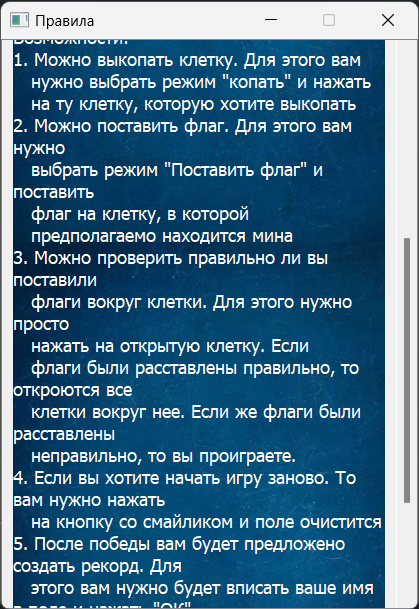 Правила
Возможности:
1. Можно выкопать клетку. Для этого вам
нужно выбрать режим "копать" и нажать
на ту клетку, которую хотите выкопать
2. Можно поставить флаг. Для этого вам
нужно
выбрать режим "Поставить флаг" и
поставить
флаг на клетку, в которой
предполагаемо находится мина
3. Можно проверить правильно ли вы
поставили
флаги вокруг клетки. Для этого нужно
просто
нажать на открытую клетку. Если
флаги были расставлены правильно, то
откроются все
клетки вокруг нее. Если же флаги были
расставлены
неправильно, то вы проиграете.
4. Если вы хотите начать игру заново. То
вам нужно нажать
на кнопку со смайликом и поле очистится
5. После победы вам будет предложено
создать рекорд. Для
этого вам нужно будет вписать ваше имя
в поле и нажать "ОК"